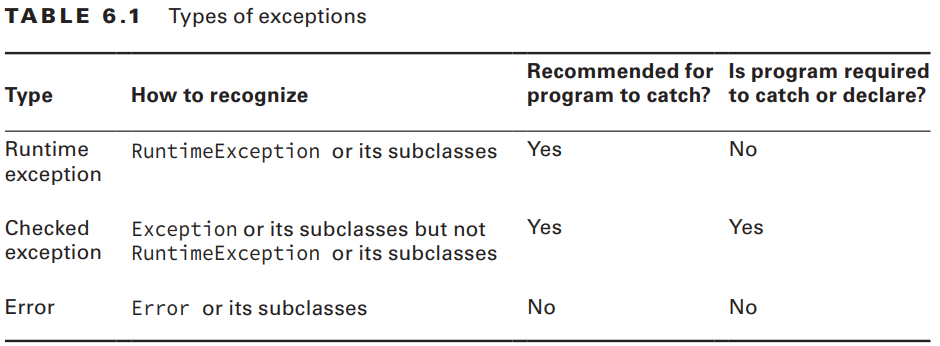 TABLE 6.1 Types of exceptions
Type How to recognize Recommended for program to catch? Is program required to catch or declare?
Runtime exception RuntimeException or its subclasses Yes No
Checked exception Exception or its subclasses but not RuntimeException or its subclasses Yes Yes
Error Error or its subclasses No No